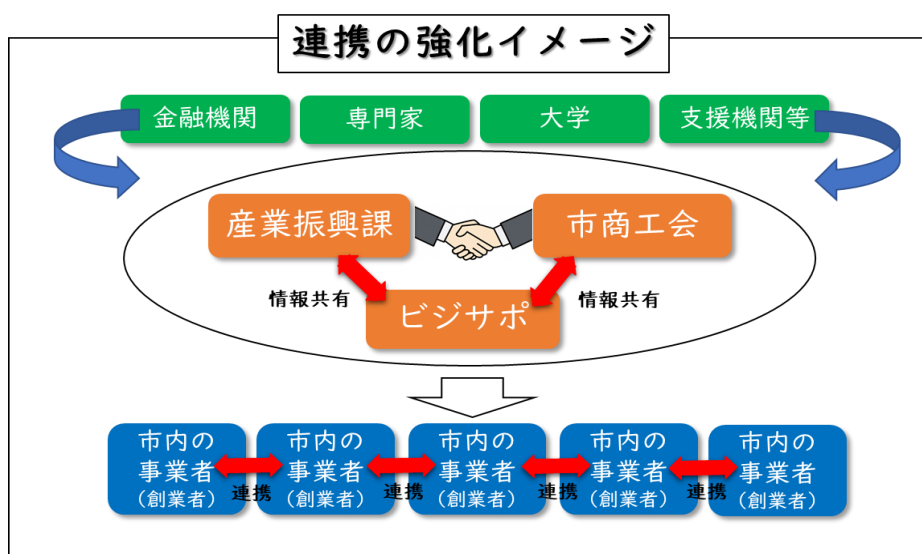 連携の強化イメージ
金融機関
専門家
大学
支援機関等
産業振興課
市商工会
情報共有
ビジサポ
情報共有
市内の
事業者
(創業者)
連携
市内の
事業者
(創業者)
連携
市内の
事業者
(創業者)
連携
市内の
事業者
(創業者)
連携
市内の
事業者
(創業者)